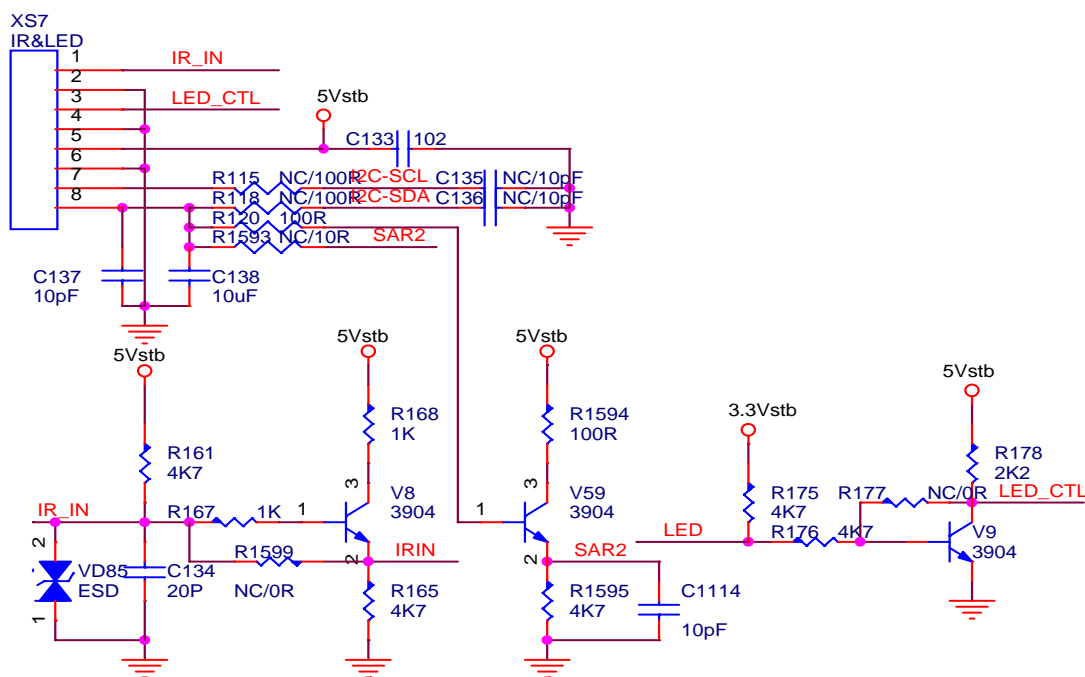 XS7
IR&LED
1
IR_IN
2
3
LED_CTL
4
5
5Vstb
C133
102
6
7
R115
NC/100R
I2C-SCL
C135
NC/10pF
8
R118
NC/100R
I2C-SDA
C136
NC/10pF
R120
100R
R1593
NC/10R
SAR2
C137
10pF
C138
10uF
5Vstb
5Vstb
5Vstb
5Vstb
R168
1K
R1594
100R
3.3Vstb
R161
4K7
R178
2K2
3
V8
3904
3
V59
3904
R175
4K7
R177
NC/0R
LED_CTL
IR_IN
R167
1K
1
1
R176
4K7
V9
3904
2
R1599
NC/0R
2
IRIN
2
SAR2
LED
VD85
ESD
1
C134
20P
R165
4K7
R1595
4K7
C1114
10pF